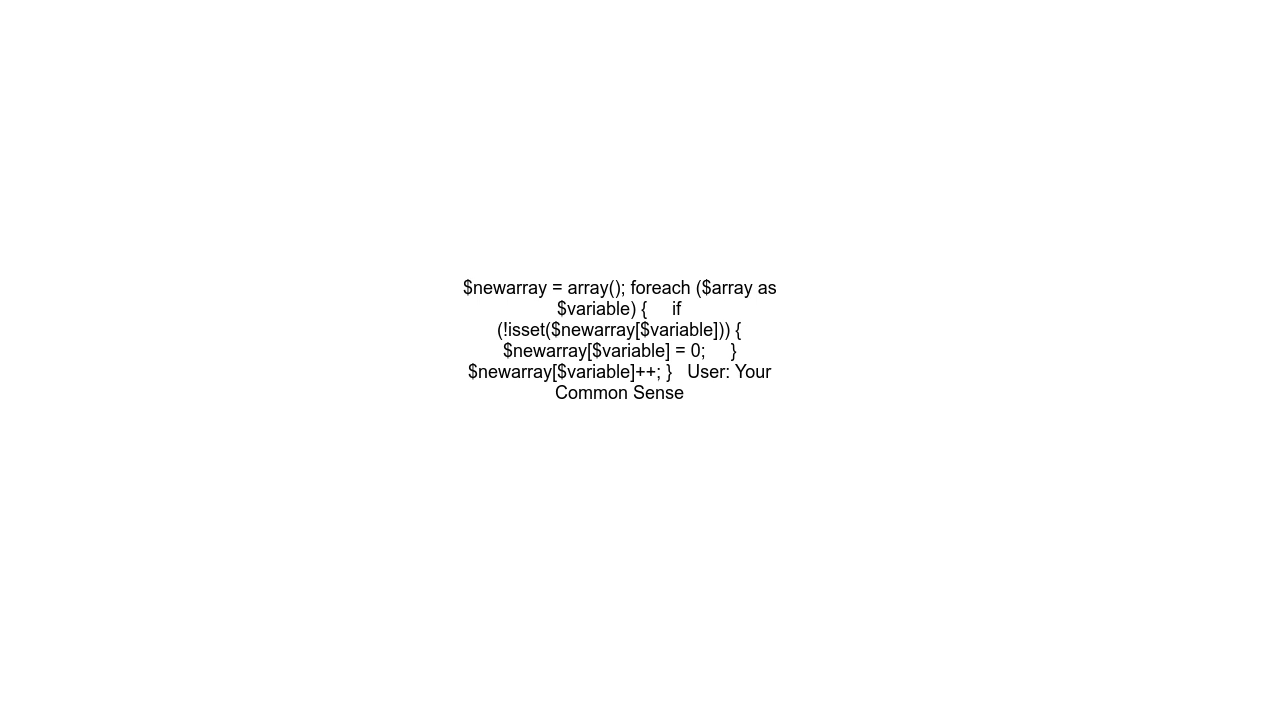 $newarray = array(); foreach ($array as
$variable) {     if
(!isset($newarray[$variable])) {
$newarray[$variable] = 0;     }
$newarray[$variable]++; }   User: Your
Common Sense